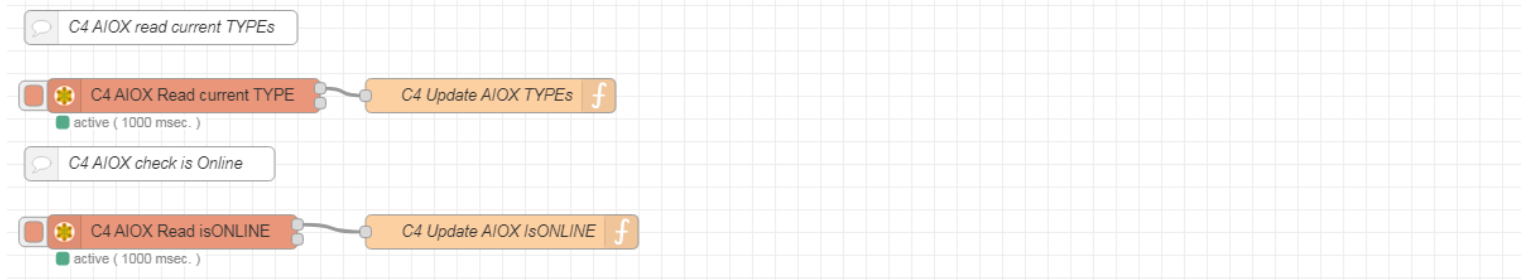 C4 AIOX read current TYPEs
C4 AIOX Read current TYPE
C4 Update AIOX TYPEs
active ( 1000 msec. )
C4 AIOX check is Online
C4 AIOX Read isONLINE
C4 Update AIOX IsONLINE
active ( 1000 msec. )